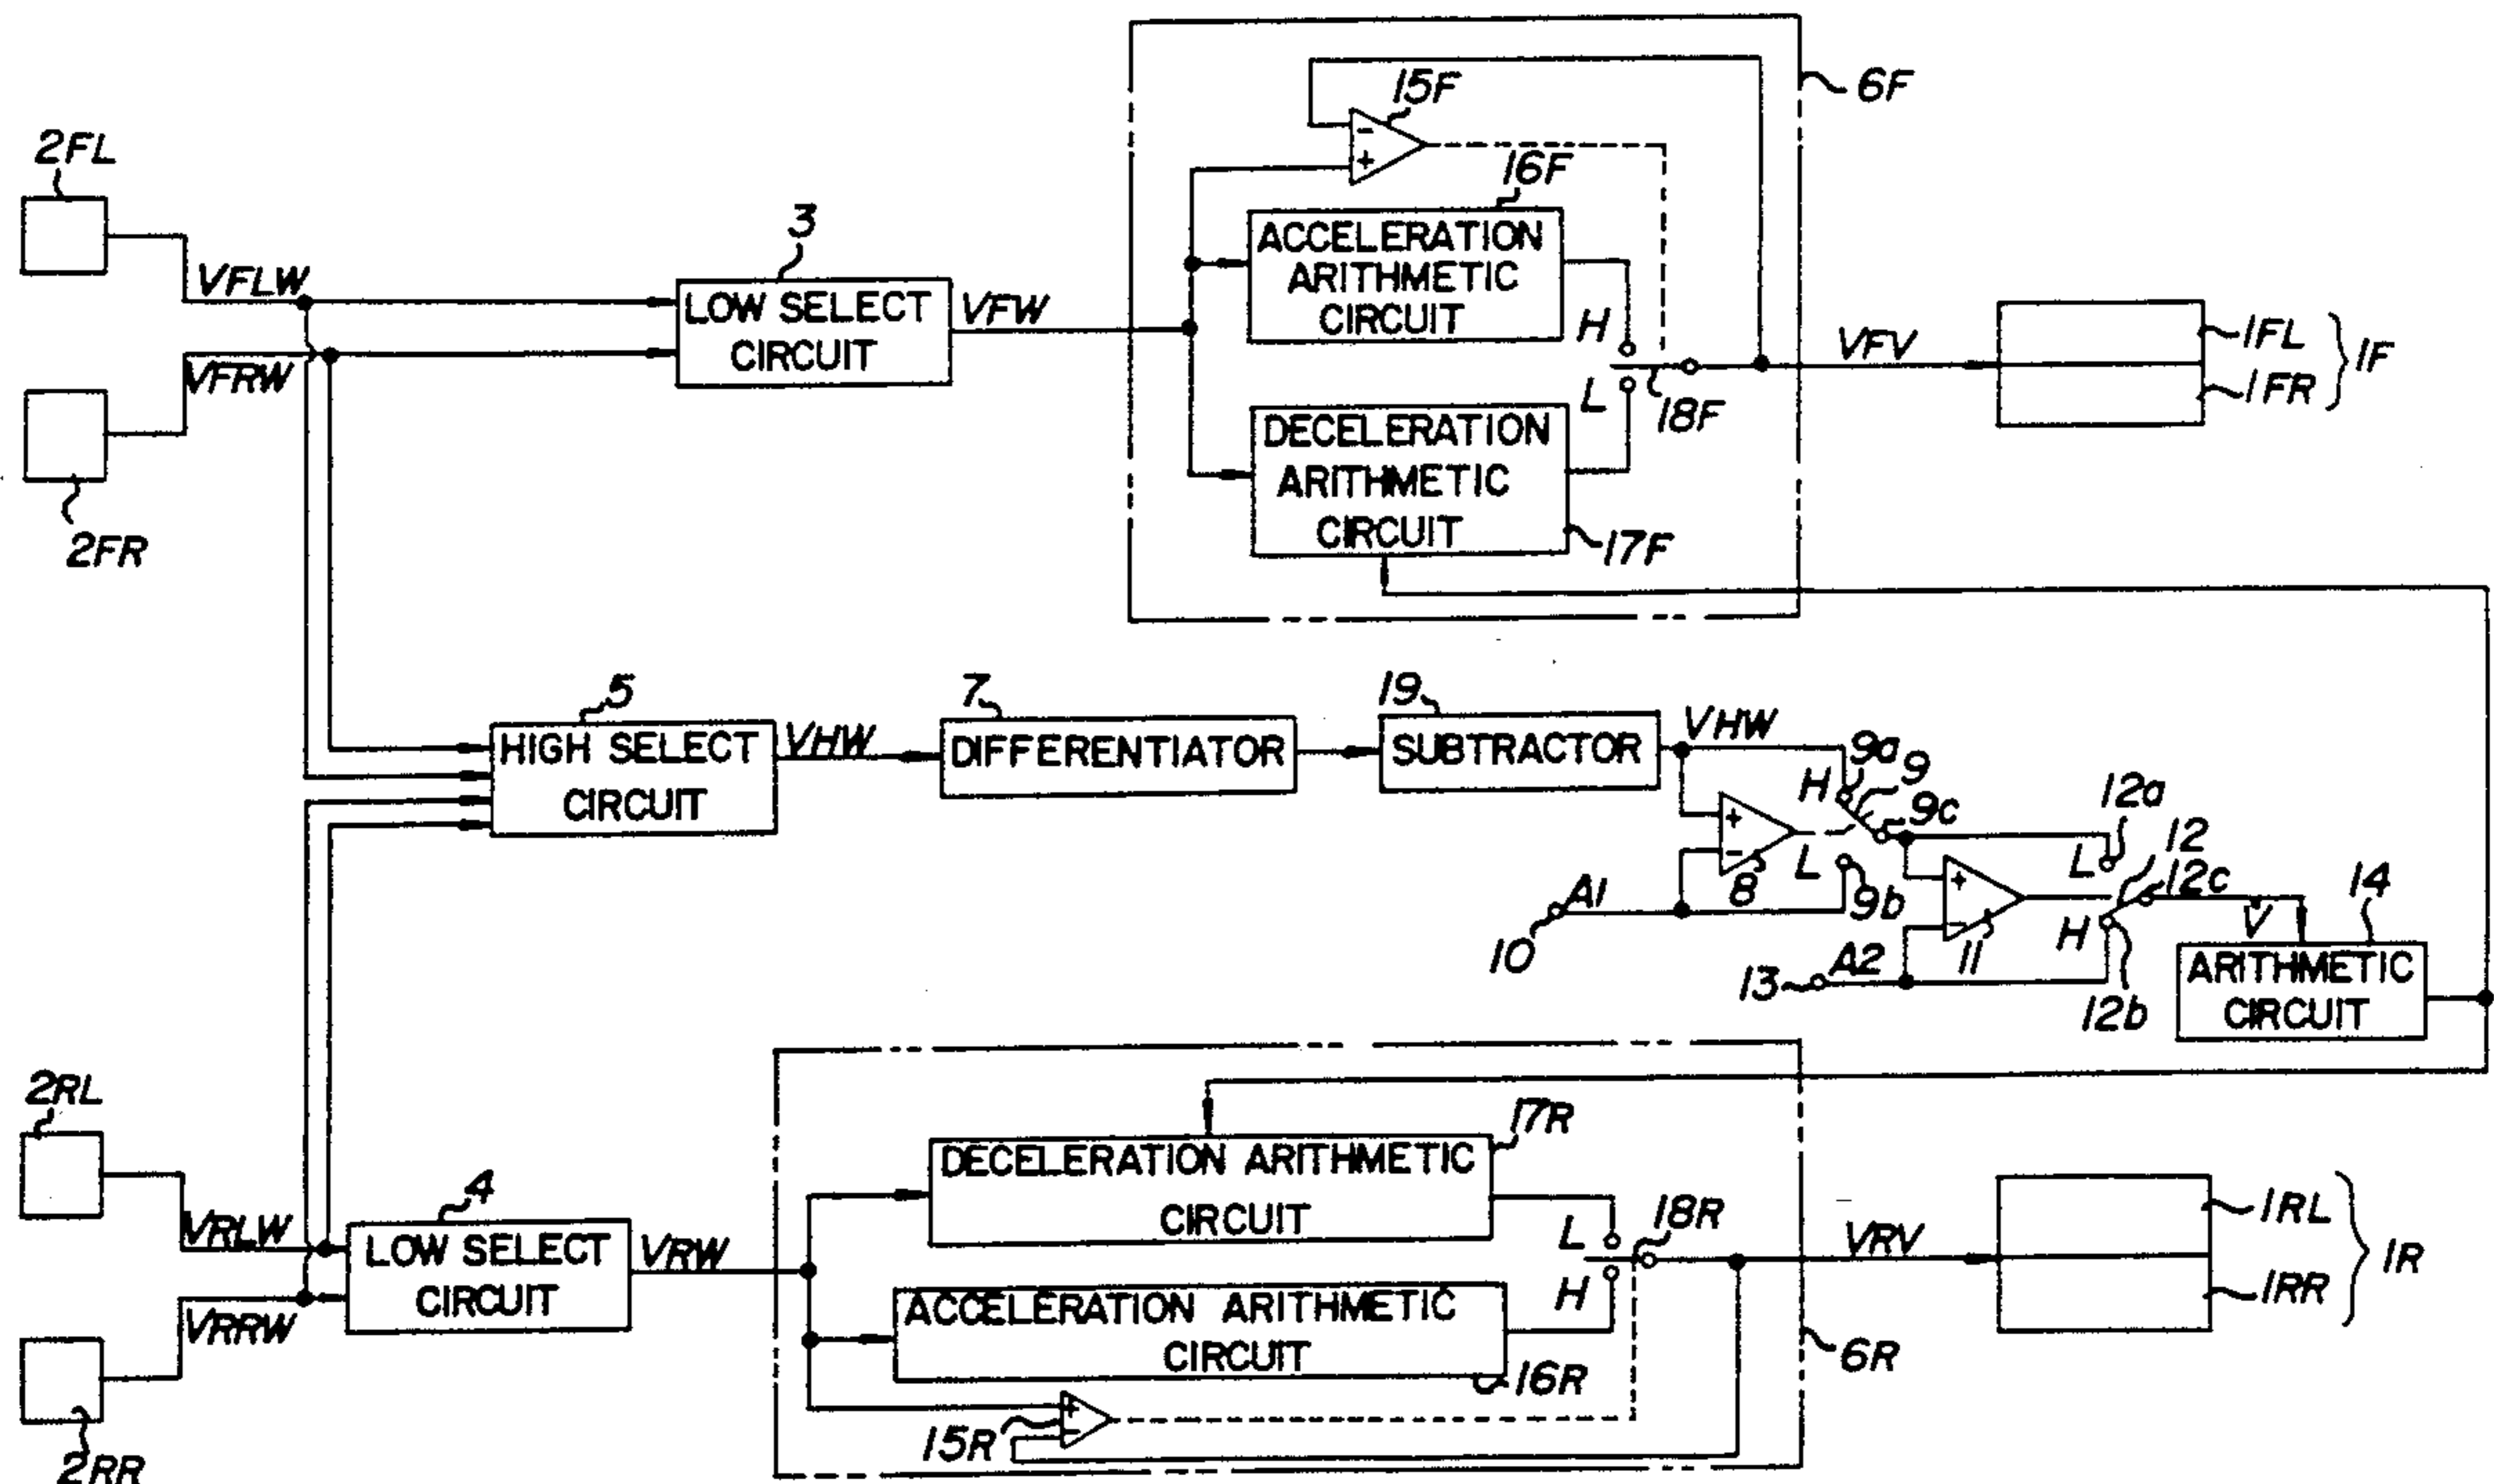 6F
15F
2FL
16F
3
ACCELERATION
ARITHMETIC
CIRCUIT
VFLW
LOW SELECT
CIRCUIT
VFW
H
VFV
1FL
1F
VFRW
L
18F
1FR
DECELERATION
ARITHMETIC
CIRCUIT
17F
2FR
5
7
19
HIGH SELECT
CIRCUIT
VHW
DIFFERENTIATOR
SUBTRACTOR
VHW
9a
9
H
9c
12a
+
-
8
L
9b
12
L
12c
14
A1
10
+
-
11
H
V
A2
13
12b
ARITHMETIC
CIRCUIT
2RL
17R
4
DECELERATION ARITHMETIC
CIRCUIT
VRLW
LOW SELECT
CIRCUIT
VRW
L
18R
VRV
1RL
1R
H
1RR
ACCELERATION ARITHMETIC
CIRCUIT
VRRW
6R
16R
+
-
15R
2RR
-
+